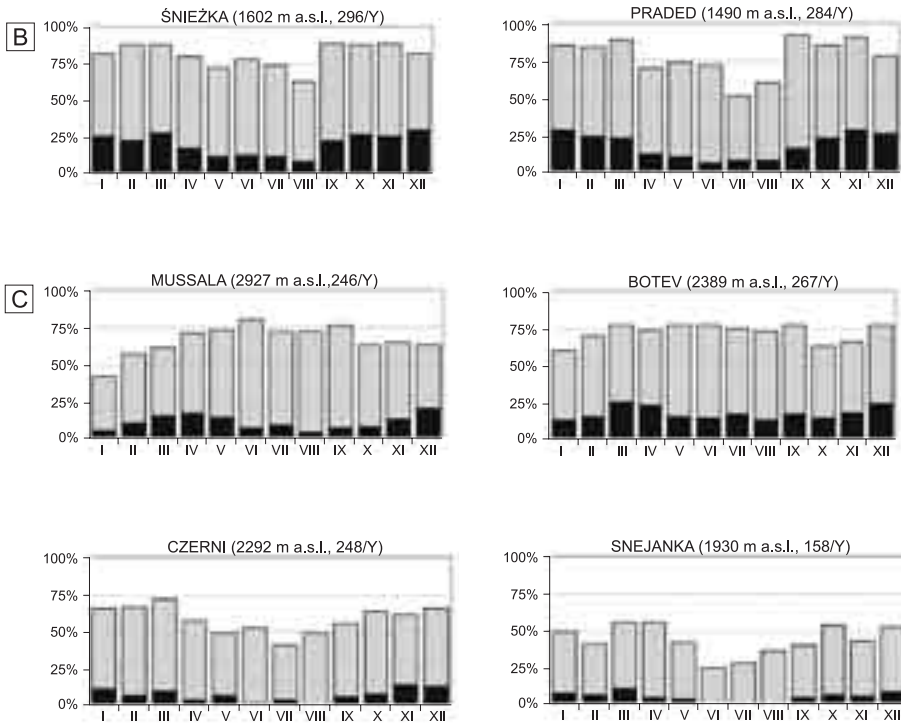 B
ŚNIEŻKA (1602 m a.s.l., 296/Y)
100%
75%
50%
25%
0%
I II III IV V VI VII VIII IX X XI XII
PRADED (1490 m a.s.l., 284/Y)
100%
75%
50%
25%
0%
I II III IV V VI VII VIII IX X XI XII
C
MUSSALA (2927 m a.s.l.,246/Y)
100%
75%
50%
25%
0%
I II III IV V VI VII VIII IX X XI XII
BOTEV (2389 m a.s.l., 267/Y)
100%
75%
50%
25%
0%
I II III IV V VI VII VIII IX X XI XII
CZERNI (2292 m a.s.l., 248/Y)
100%
75%
50%
25%
0%
I II III IV V VI VII VIII IX X XI XII
SNEJANKA (1930 m a.s.l., 158/Y)
100%
75%
50%
25%
0%
I II III IV V VI VII VIII IX X XI XII